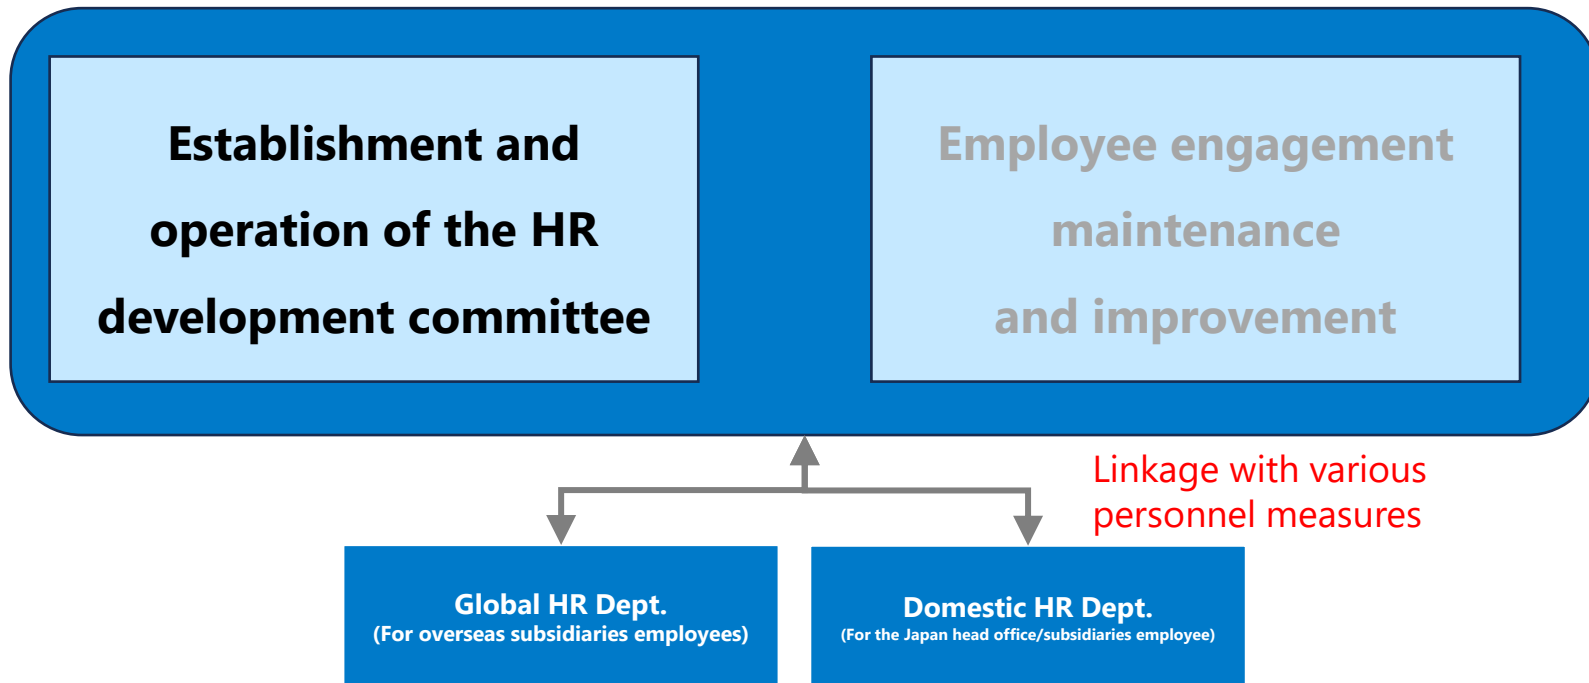 Establishment and
operation of the HR
development committee
Employee engagement
maintenance
and improvement
Linkage with various
personnel measures
Global HR Dept.
(For overseas subsidiaries employees)
Domestic HR Dept.
(For the Japan head office/subsidiaries employee)